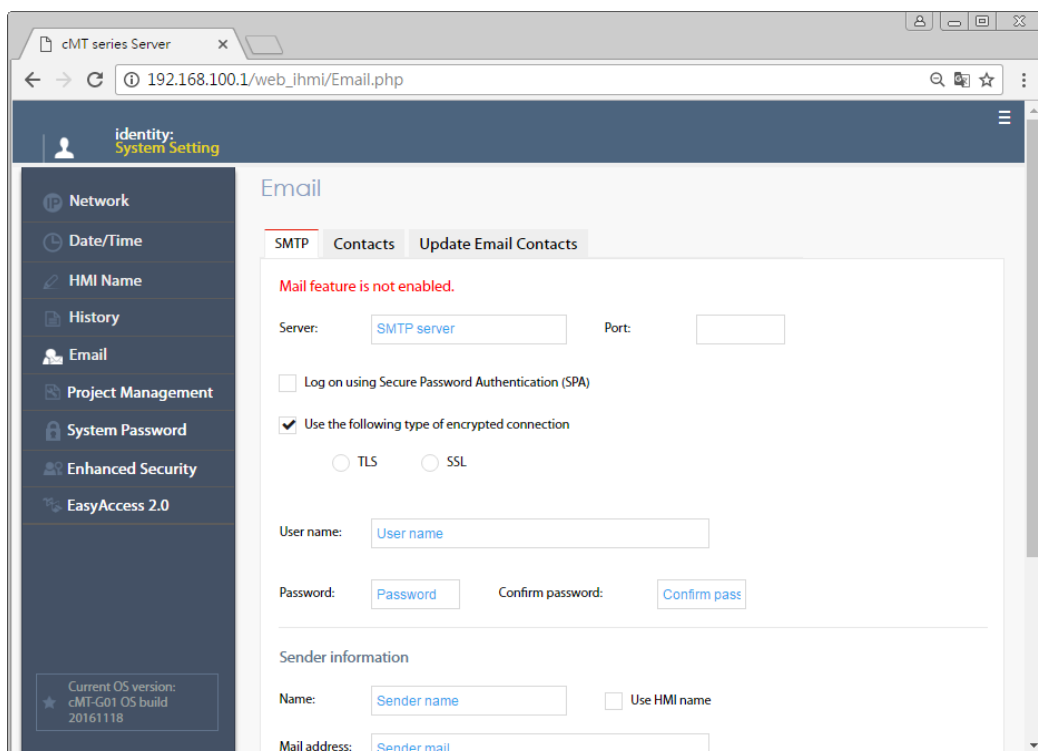 cMT series Server
192.168.100.1/web_ihmi/Email.php
identity:
System Setting
Network
Date/Time
HMI Name
History
Email
Project Management
System Password
Enhanced Security
EasyAccess 2.0
Current OS version:
cMT-G01 OS build
20161118
Email
SMTP Contacts Update Email Contacts
Mail feature is not enabled.
Server: SMTP server Port:
Log on using Secure Password Authentication (SPA)
Use the following type of encrypted connection
TLS SSL
User name: User name
Password: Password Confirm password: Confirm pass
Sender information
Name: Sender name Use HMI name
Mail address: Sender mail